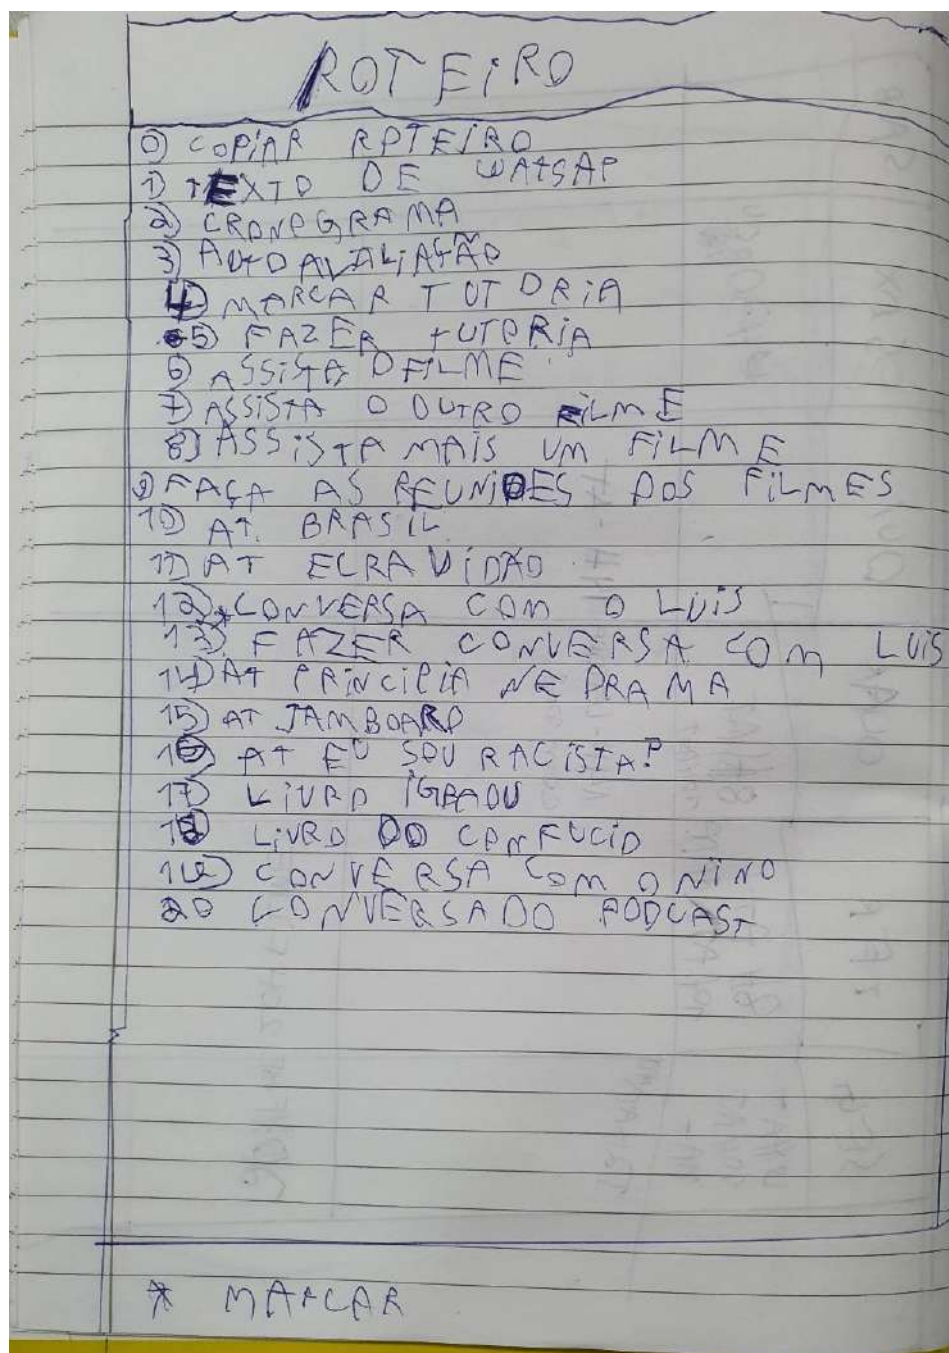 ROTEIRO
0) COPIAR ROTEIRO
1) TEXTO DE WATSAP
2) CRONOGRAMA
3) AUTO AVALIAÇÃO
4) MARCAR TUTORIA
5) FAZER TUTORIA
6) ASSISTA O FILME
7) ASSISTA O OUTRO FILME
8) ASSISTA MAIS UM FILME
9) FAÇA AS REUNIOES DOS FILMES
10) AT. BRASIL
11) AT ECRAVIDÃO
12) *CONVERSA COM O LUIS
13) FAZER CONVERSA COM LUIS
14) AT PRINCIPIA NE DRAMA
15) AT JAMBOARD
16) AT EU SOU RACISTA?
17) LIVRO
18) LIVRO DO CONFUCIO
19) CONVERSA COM O NINO
20 CONVERSA DO PODCAST
* MARCAR